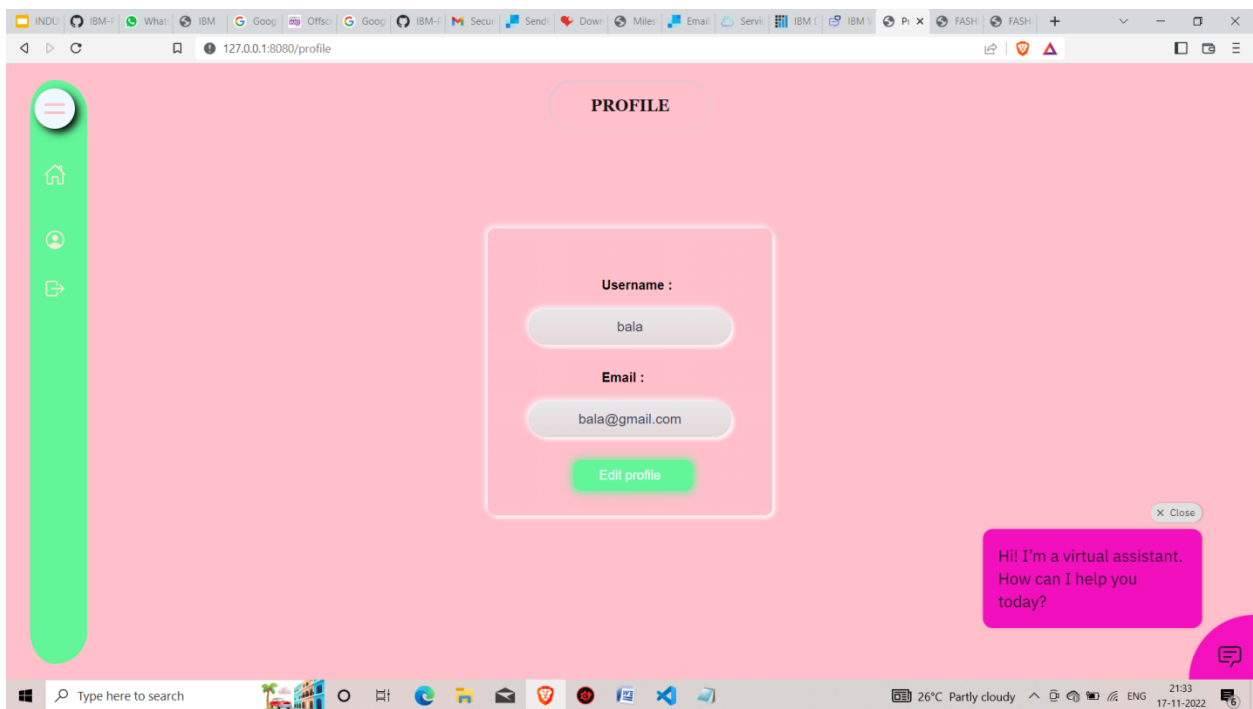 INDU IBM-F What: IBM Goog Offsc Goog IBM-F Secur Send Down Miles Email Servic IBM IBM FASH FASH
127.0.0.1:8080/profile
PROFILE
Username :
bala
Email :
bala@gmail.com
Edit profile
Close
Hi! I'm a virtual assistant.
How can I help you
today?
Type here to search
26°C Partly cloudy
ENG
21:33
17-11-2022
6